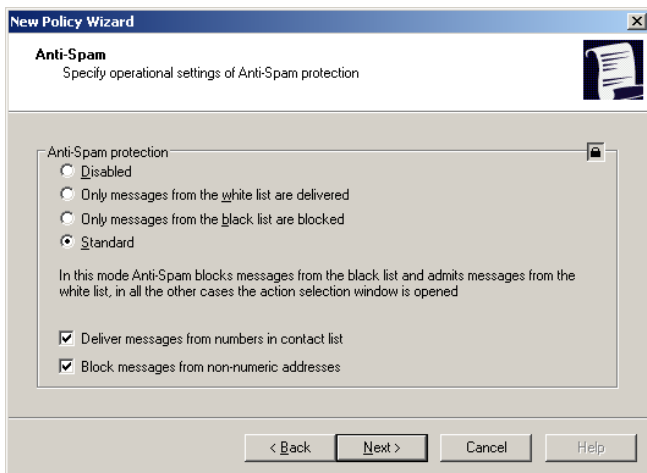 New Policy Wizard
Anti-Spam
Specify operational settings of Anti-Spam protection
Anti-Spam protection
Disabled
Only messages from the white list are delivered
Only messages from the black list are blocked
Standard
In this mode Anti-Spam blocks messages from the black list and admits messages from the
white list, in all the other cases the action selection window is opened
Deliver messages from numbers in contact list
Block messages from non-numeric addresses
< Back
Next >
Cancel
Help